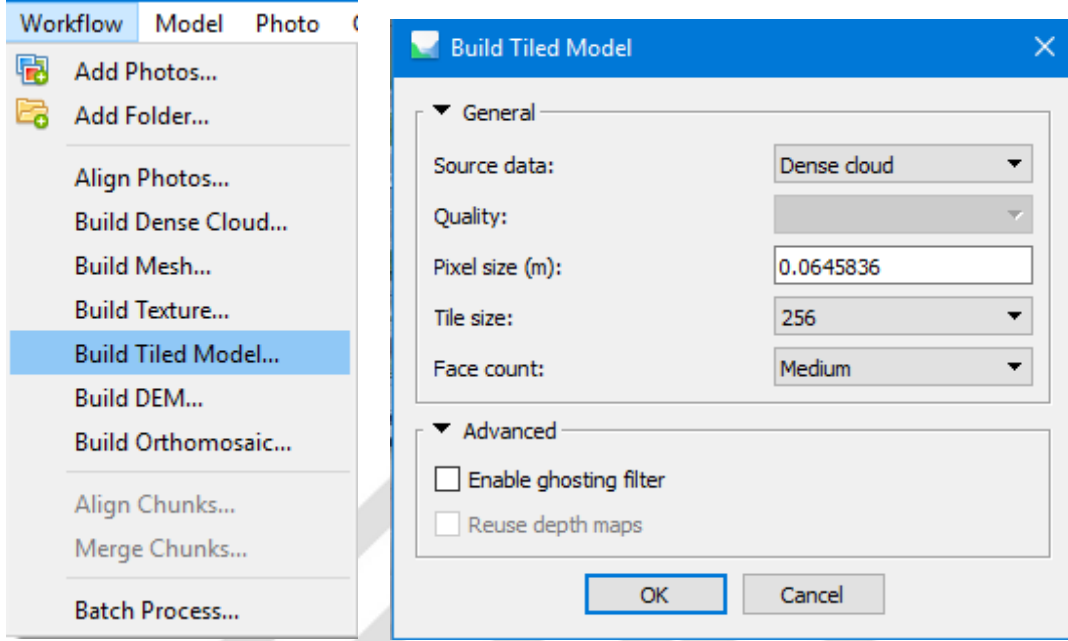 Workflow Model Photo
Add Photos...
Add Folder...
Align Photos...
Build Dense Cloud...
Build Mesh...
Build Texture...
Build Tiled Model...
Build DEM...
Build Orthomosaic...
Align Chunks...
Merge Chunks...
Batch Process...
Build Tiled Model
General
Source data: Dense cloud
Quality:
Pixel size (m): 0.0645836
Tile size: 256
Face count: Medium
Advanced
Enable ghosting filter
Reuse depth maps
OK Cancel